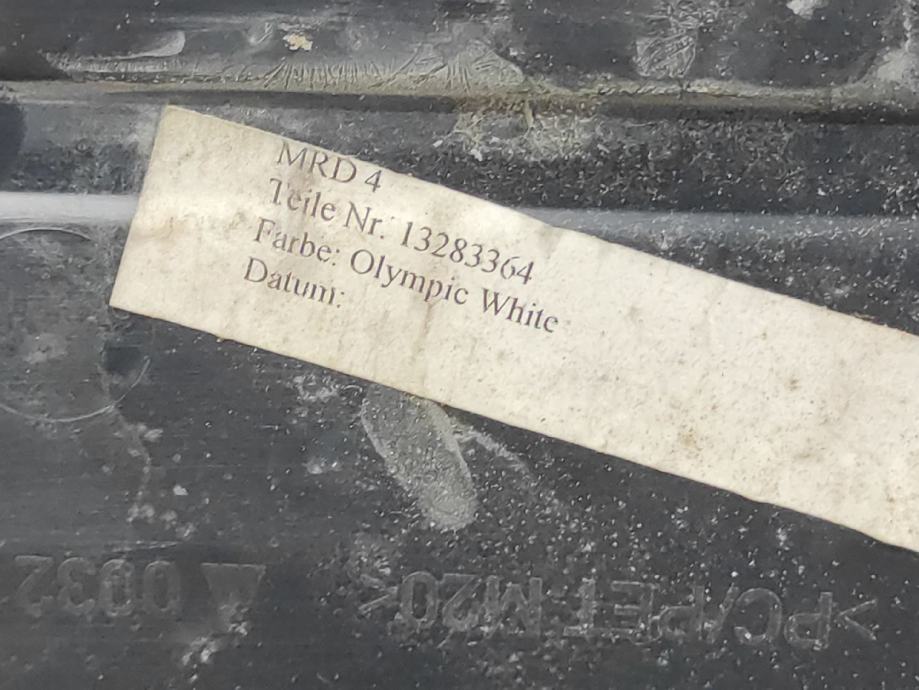 MRD 4
Teile Nr. 13283364
Farbe: Olympic White
Datum:
>PC/PET M20<
0032